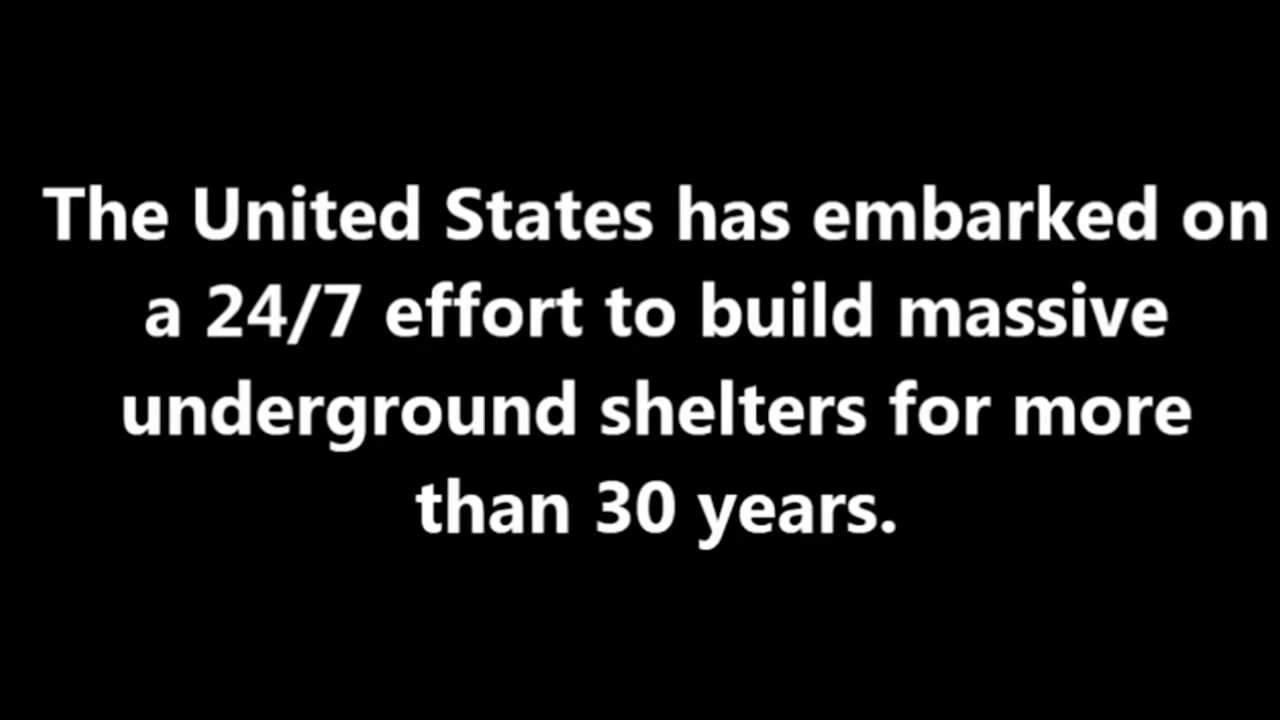 The United States has embarked on
a 24/7 effort to build massive
underground shelters for more
than 30 years.